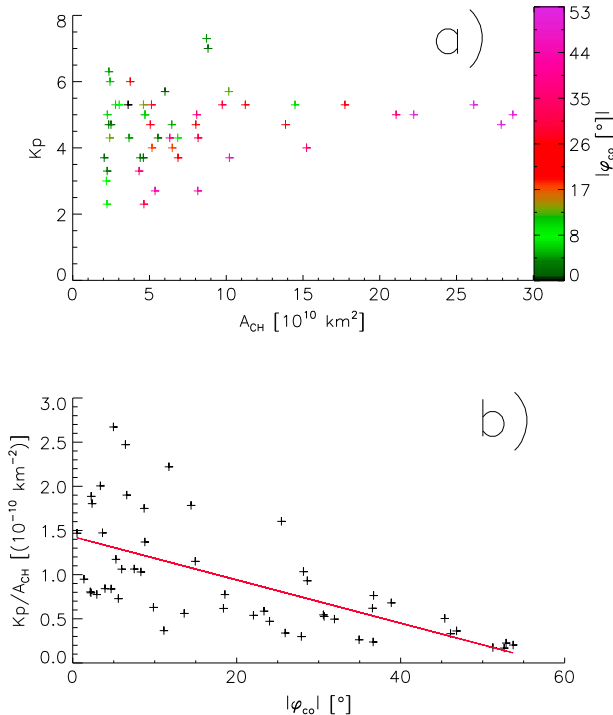 a)
8
6
4
2
0
Kp
0 5 10 15 20 25 30
A_CH [10^10 km^2]
53
44
35
26
17
8
0
|φ_co| [°]
b)
3.0
2.5
2.0
1.5
1.0
0.5
0.0
Kp/A_CH [(10^-10 km^-2)]
0 20 40 60
|φ_co| [°]